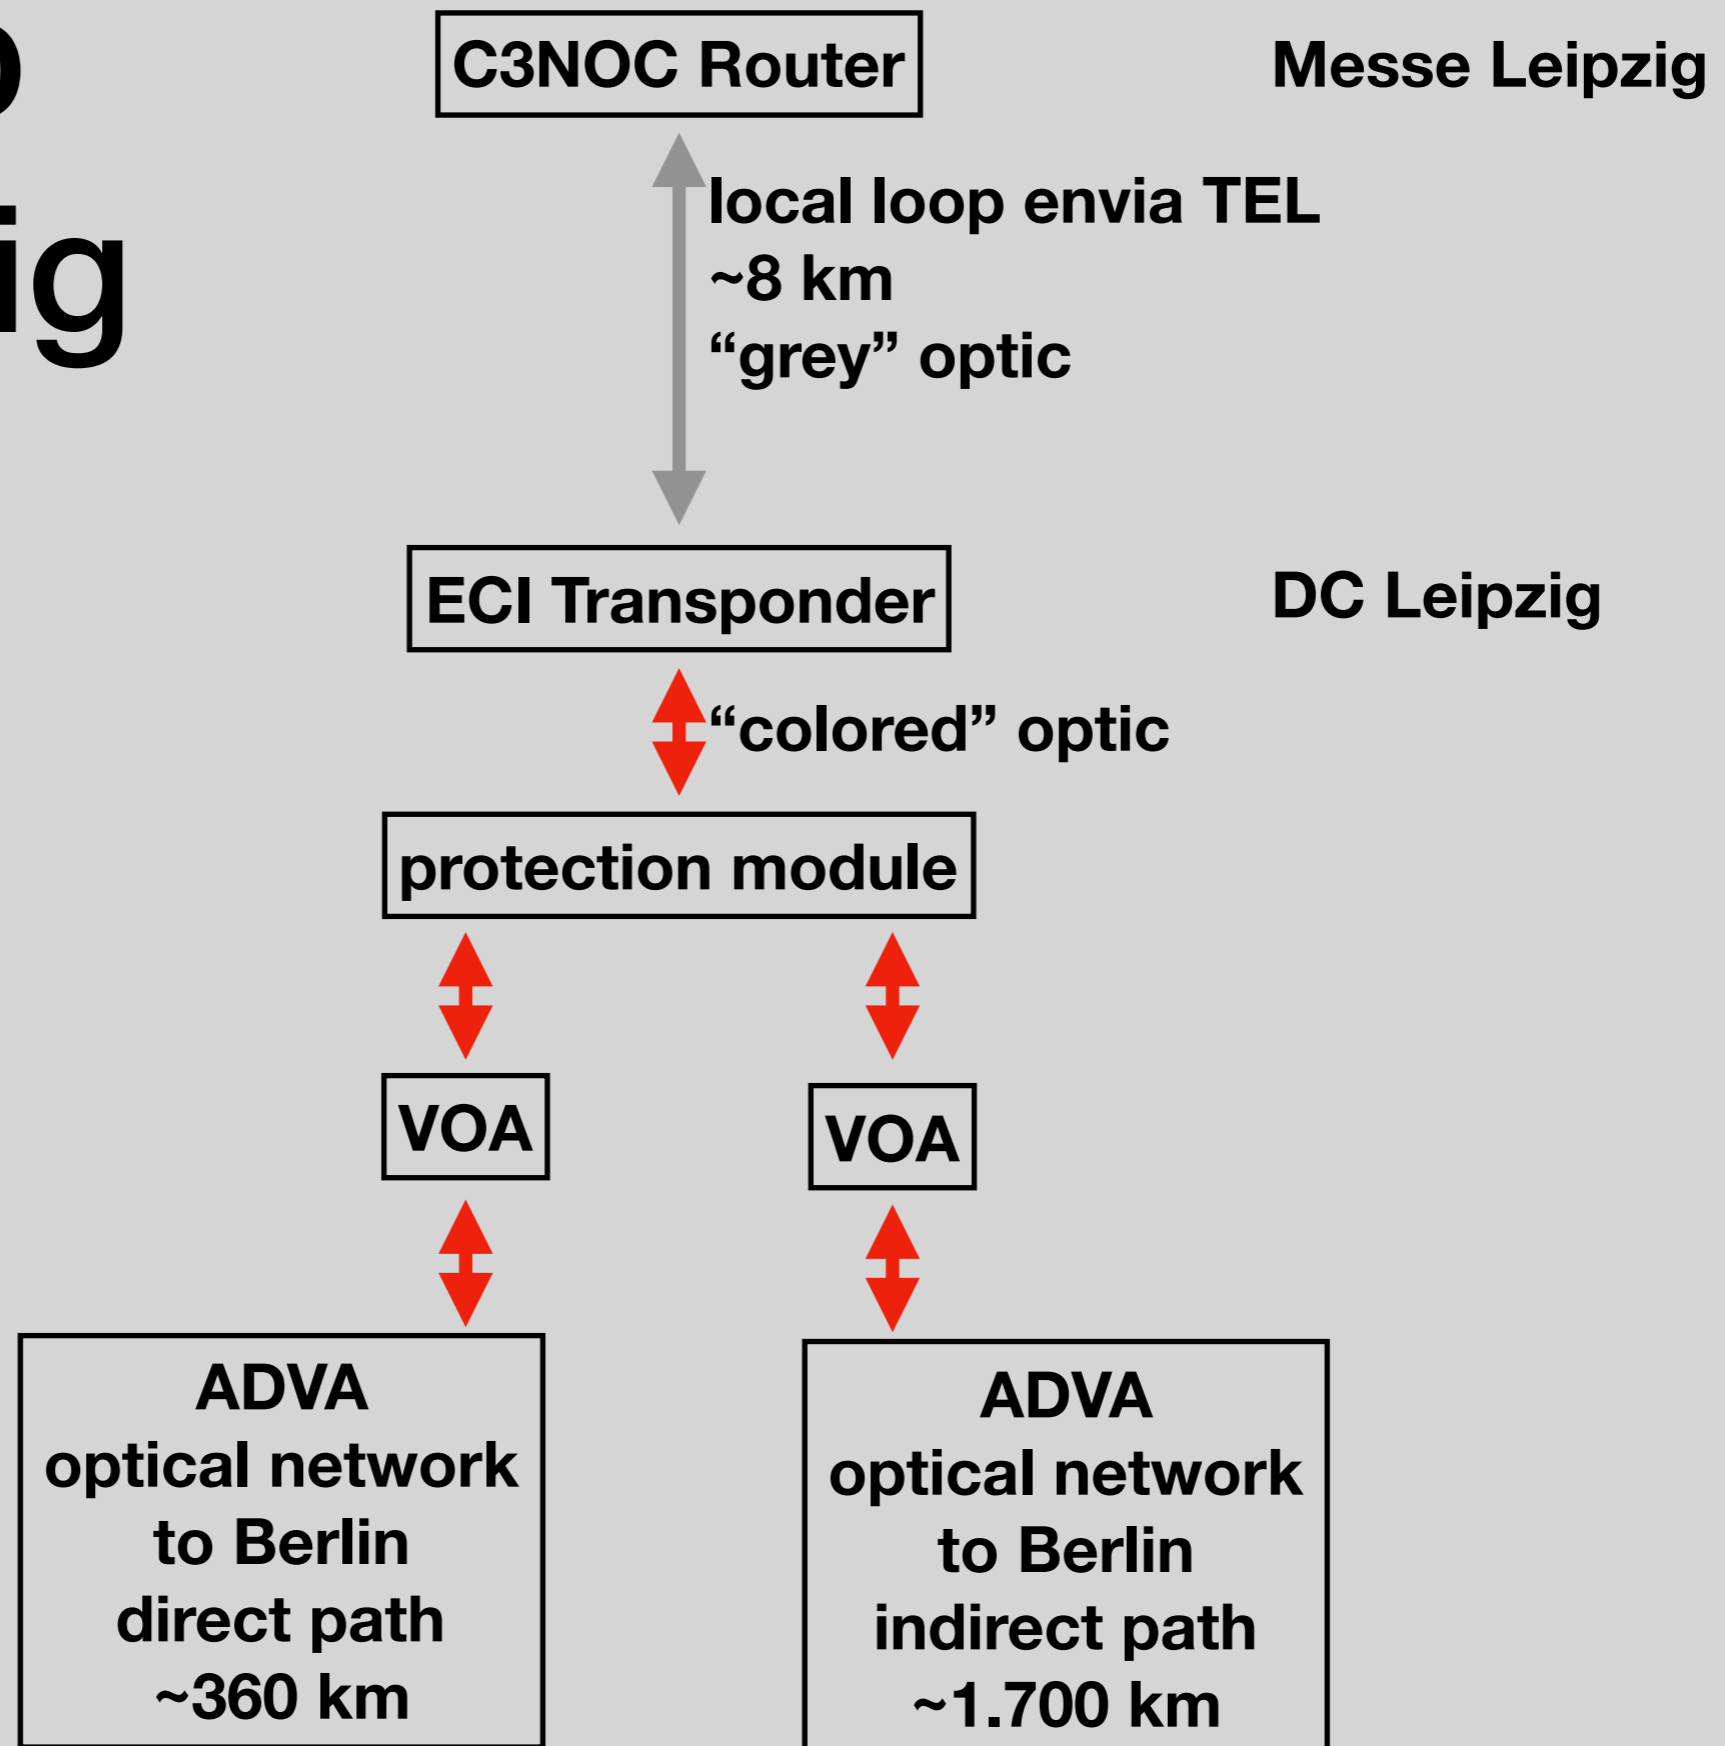 C3NOC Router
Messe Leipzig
local loop envia TEL
~8 km
“grey” optic
ig
ECI Transponder
DC Leipzig
“colored” optic
protection module
VOA
VOA
ADVA
optical network
to Berlin
direct path
~360 km
ADVA
optical network
to Berlin
indirect path
~1.700 km